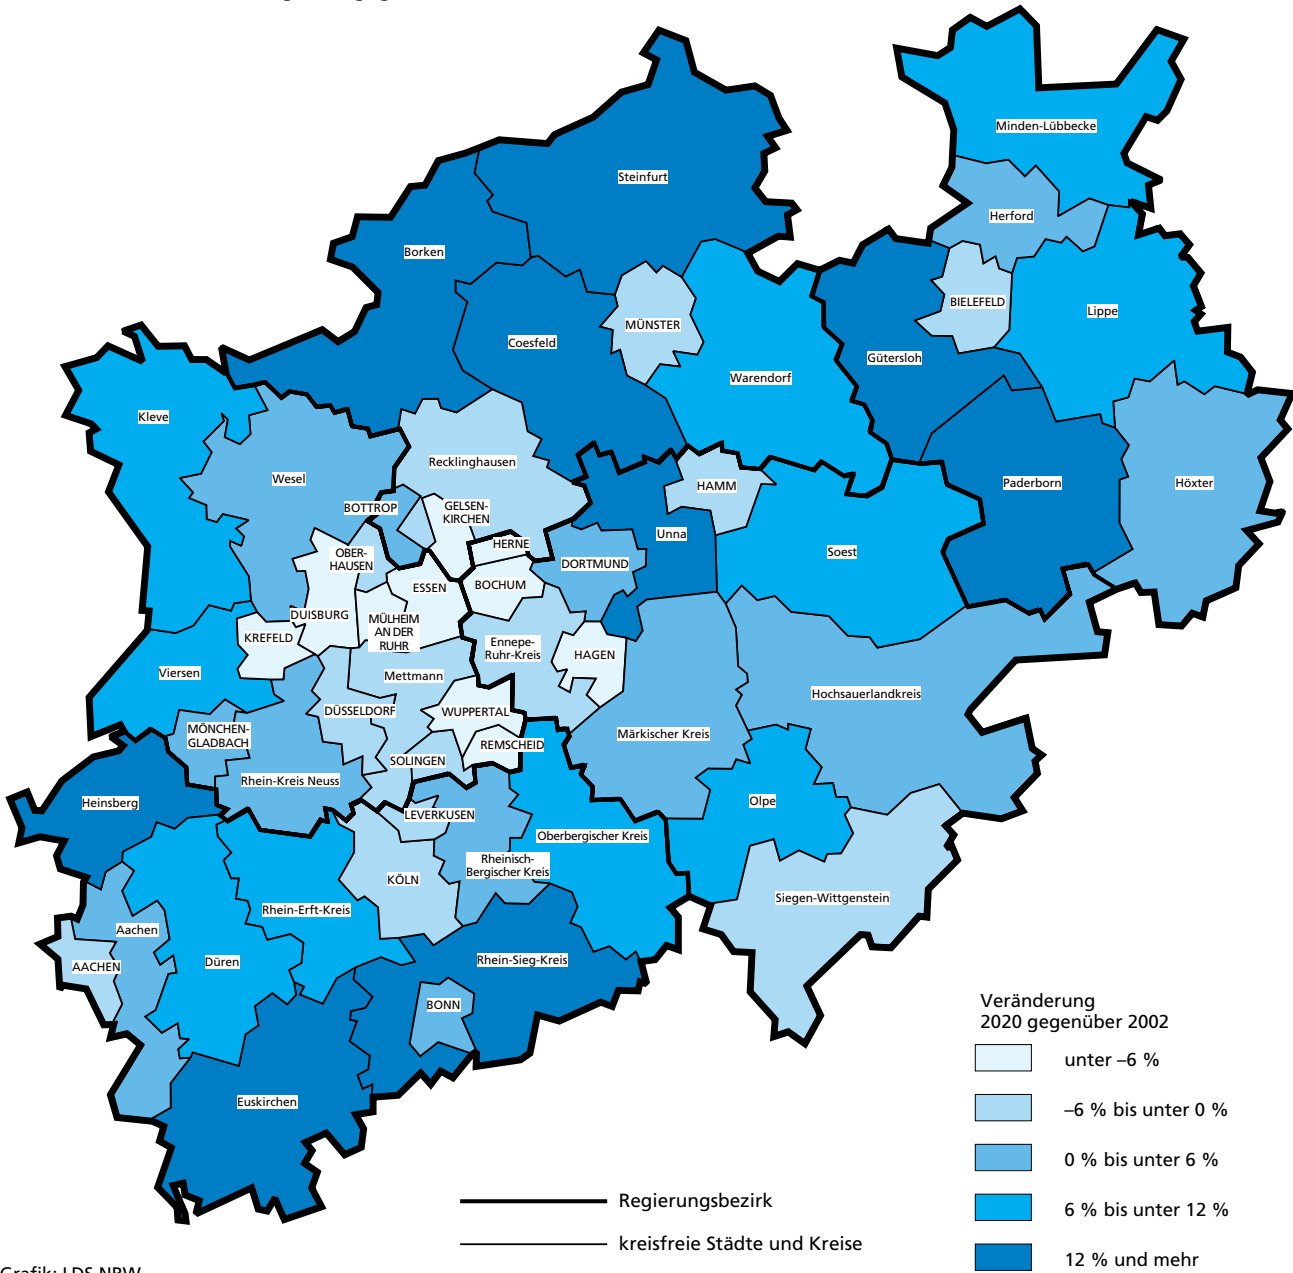 Minden-Lübbecke
Steinfurt
Herford
Borken
BIELEFELD
Lippe
MÜNSTER
Coesfeld
Gütersloh
Warendorf
Kleve
Recklinghausen
Wesel
HAMM
Paderborn
Höxter
BOTTROP
GELSEN-
KIRCHEN
Unna
HERNE
Soest
OBER-
HAUSEN
DORTMUND
ESSEN
BOCHUM
DUISBURG
MÜLHEIM
AN DER
RUHR
KREFELD
Ennepe-
Ruhr-Kreis
HAGEN
Viersen
Mettmann
Hochsauerlandkreis
DÜSSELDORF
WUPPERTAL
MÖNCHEN-
GLADBACH
Märkischer Kreis
REMSCHEID
SOLINGEN
Rhein-Kreis Neuss
Heinsberg
Olpe
LEVERKUSEN
Oberbergischer Kreis
Rheinisch-
Bergischer Kreis
KÖLN
Siegen-Wittgenstein
Rhein-Erft-Kreis
Aachen
Rhein-Sieg-Kreis
Düren
AACHEN
BONN
Euskirchen
Veränderung
2020 gegenüber 2002
unter –6 %
–6 % bis unter 0 %
0 % bis unter 6 %
6 % bis unter 12 %
12 % und mehr
Regierungsbezirk
kreisfreie Städte und Kreise
Grafik: LDS NRW